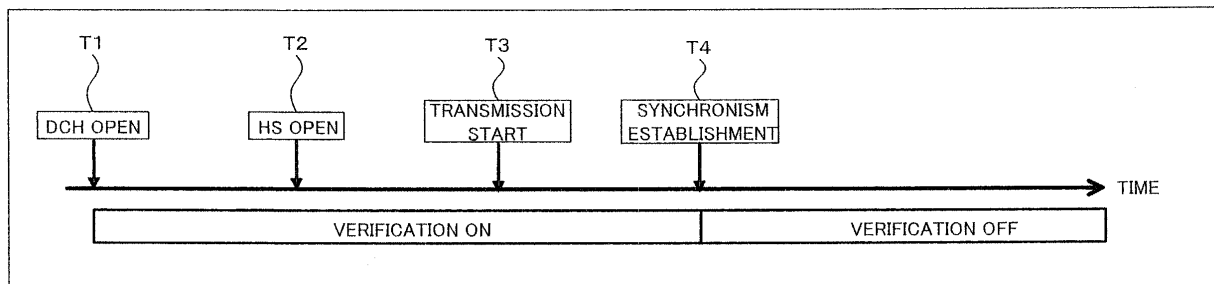 T1
T2
T3
T4
DCH OPEN
HS OPEN
TRANSMISSION
START
SYNCHRONISM
ESTABLISHMENT
TIME
VERIFICATION ON
VERIFICATION OFF